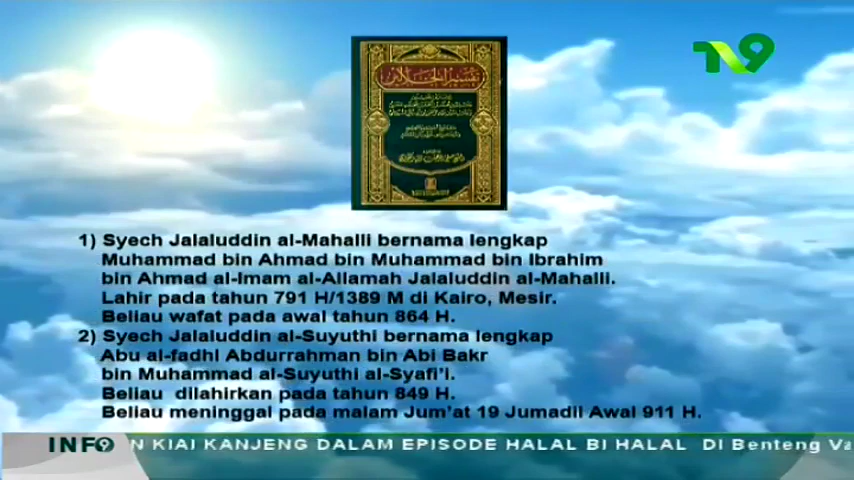 تفسير الجلالين
TV9
1) Syech Jalaluddin al-Mahalli bernama lengkap
Muhammad bin Ahmad bin Muhammad bin Ibrahim
bin Ahmad al-Imam al-Allamah Jalaluddin al-Mahalli.
Lahir pada tahun 791 H/1389 M di Kairo, Mesir.
Beliau wafat pada awal tahun 864 H.
2) Syech Jalaluddin al-Suyuthi bernama lengkap
Abu al-fadhl Abdurrahman bin Abi Bakr
bin Muhammad al-Suyuthi al-Syafi'i.
Beliau dilahirkan pada tahun 849 H.
Beliau meninggal pada malam Jum'at 19 Jumadil Awal 911 H.
INFO9 N KIAI KANJENG DALAM EPISODE HALAL BI HALAL DI Benteng Va